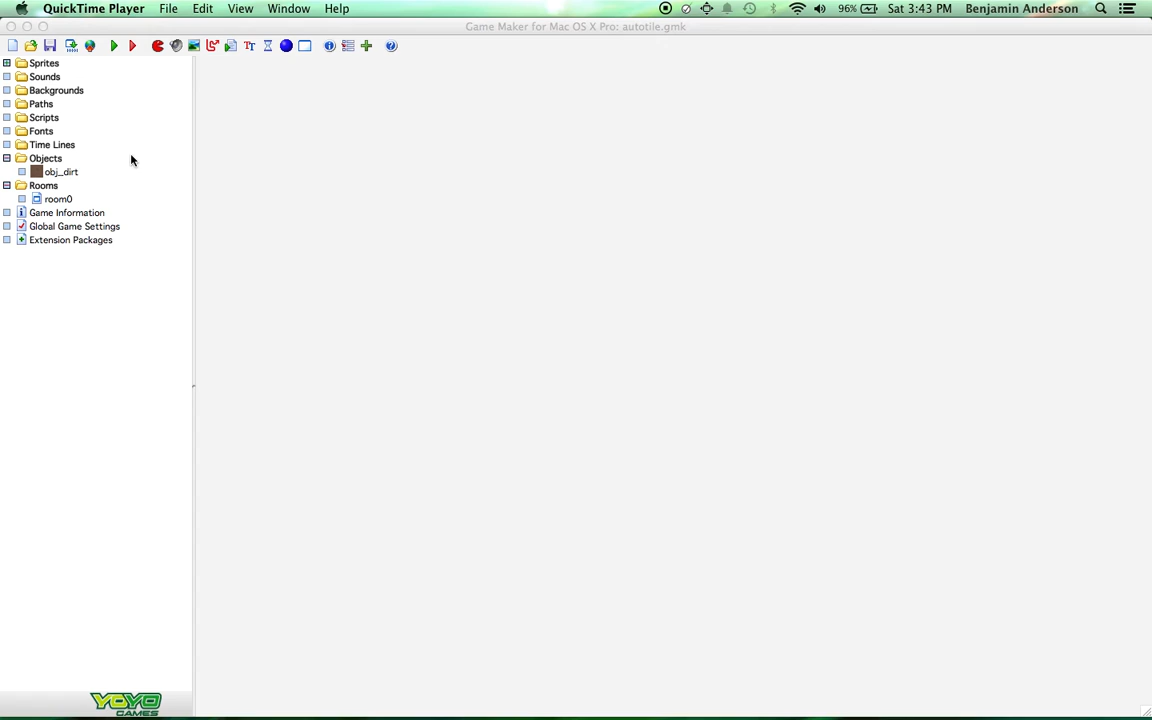 QuickTime Player File Edit View Window Help 96% Sat 3:43 PM Benjamin Anderson
Game Maker for Mac OS X Pro: autotile.gmk
Sprites
Sounds
Backgrounds
Paths
Scripts
Fonts
Time Lines
Objects
obj_dirt
Rooms
room0
Game Information
Global Game Settings
Extension Packages
YOYO
GAMES